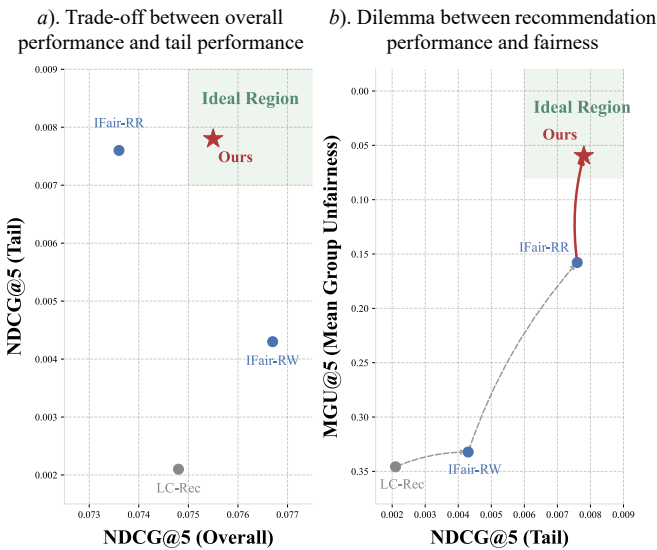 a). Trade-off between overall
performance and tail performance
0.009
0.008
0.007
0.006
0.005
0.004
0.003
0.002
NDCG@5 (Tail)
IFair-RR
Ideal Region
Ours
IFair-RW
LC-Rec
0.073
0.074
0.075
0.076
0.077
NDCG@5 (Overall)
b). Dilemma between recommendation
performance and fairness
0.00
0.05
0.10
0.15
0.20
0.25
0.30
0.35
MGU@5 (Mean Group Unfairness)
Ideal Region
Ours
IFair-RR
IFair-RW
LC-Rec
0.002
0.003
0.004
0.005
0.006
0.007
0.008
0.009
NDCG@5 (Tail)